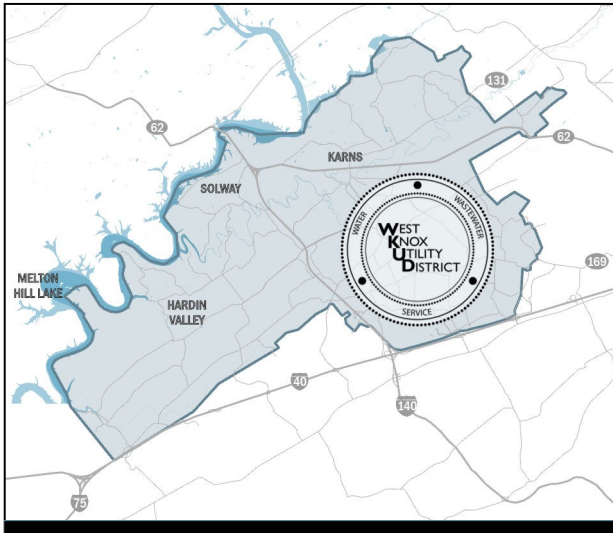 131
62
62
KARNS
SOLWAY
WATER
WASTEWATER
WEST
KNOX
UTILITY
DISTRICT
SERVICE
169
MELTON
HILL LAKE
HARDIN
VALLEY
40
140
75